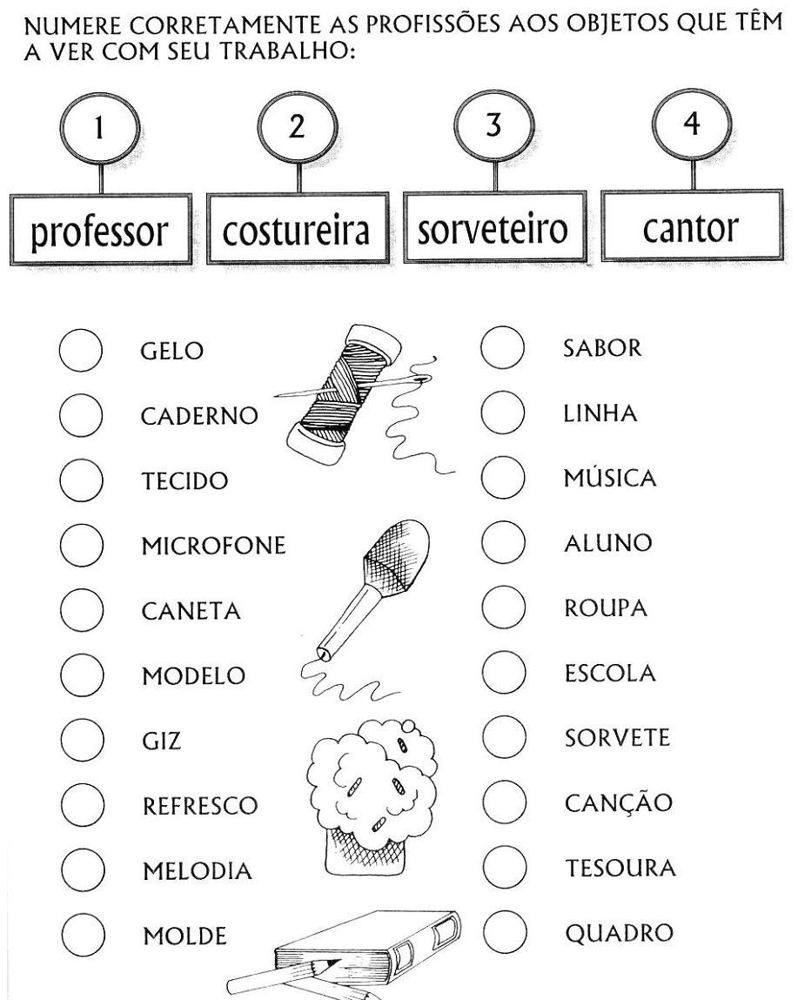 NUMERE CORRETAMENTE AS PROFISSÕES AOS OBJETOS QUE TÊM
A VER COM SEU TRABALHO:
1 2 3 4
professor costureira sorveteiro cantor
GELO SABOR
CADERNO LINHA
TECIDO MÚSICA
MICROFONE ALUNO
CANETA ROUPA
MODELO ESCOLA
GIZ SORVETE
REFRESCO CANÇÃO
MELODIA TESOURA
MOLDE QUADRO